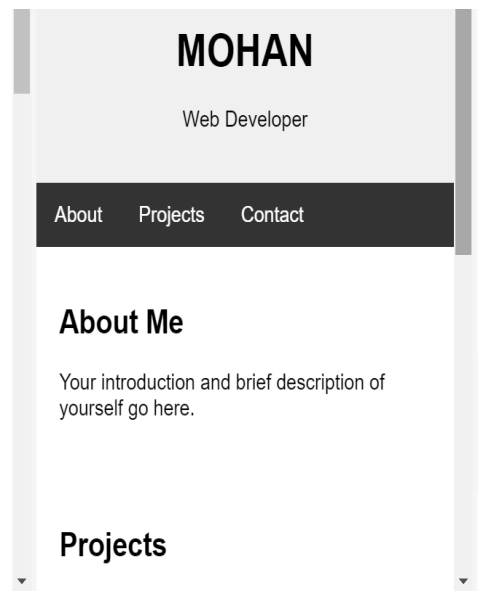 MOHAN
Web Developer
About Projects Contact
About Me
Your introduction and brief description of
yourself go here.
Projects